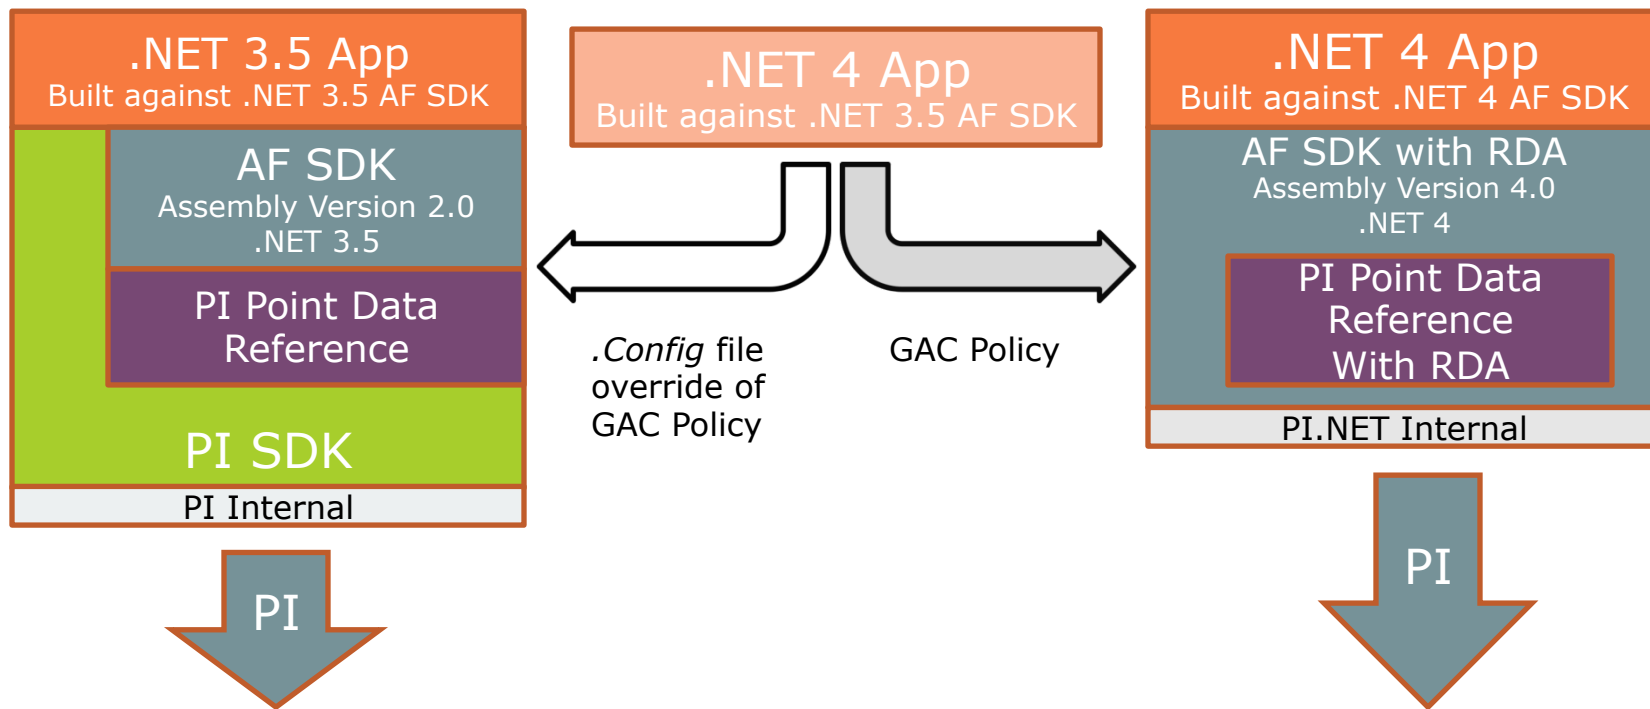 .NET 3.5 App
Built against .NET 3.5 AF SDK
AF SDK
Assembly Version 2.0
.NET 3.5
PI Point Data
Reference
PI SDK
PI Internal
PI
.NET 4 App
Built against .NET 3.5 AF SDK
.Config file
override of
GAC Policy
GAC Policy
.NET 4 App
Built against .NET 4 AF SDK
AF SDK with RDA
Assembly Version 4.0
.NET 4
PI Point Data
Reference
With RDA
PI.NET Internal
PI